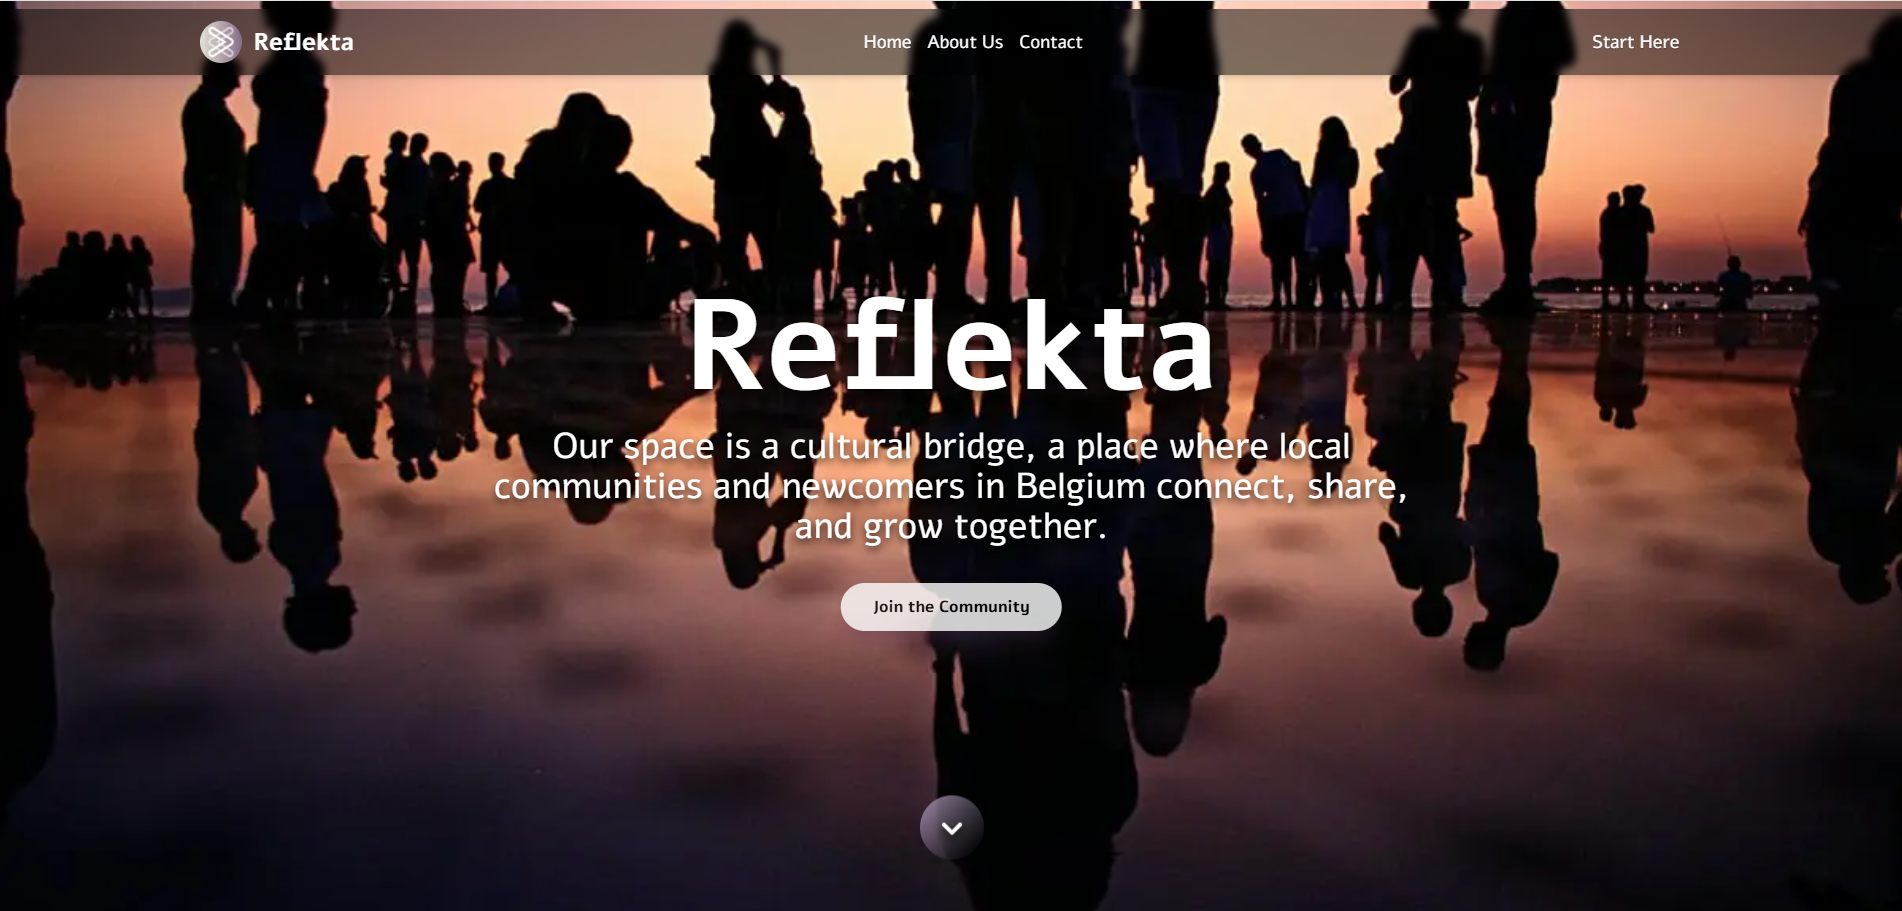 Reflekta
Home About Us Contact
Start Here
Reflekta
Our space is a cultural bridge, a place where local
communities and newcomers in Belgium connect, share,
and grow together.
Join the Community